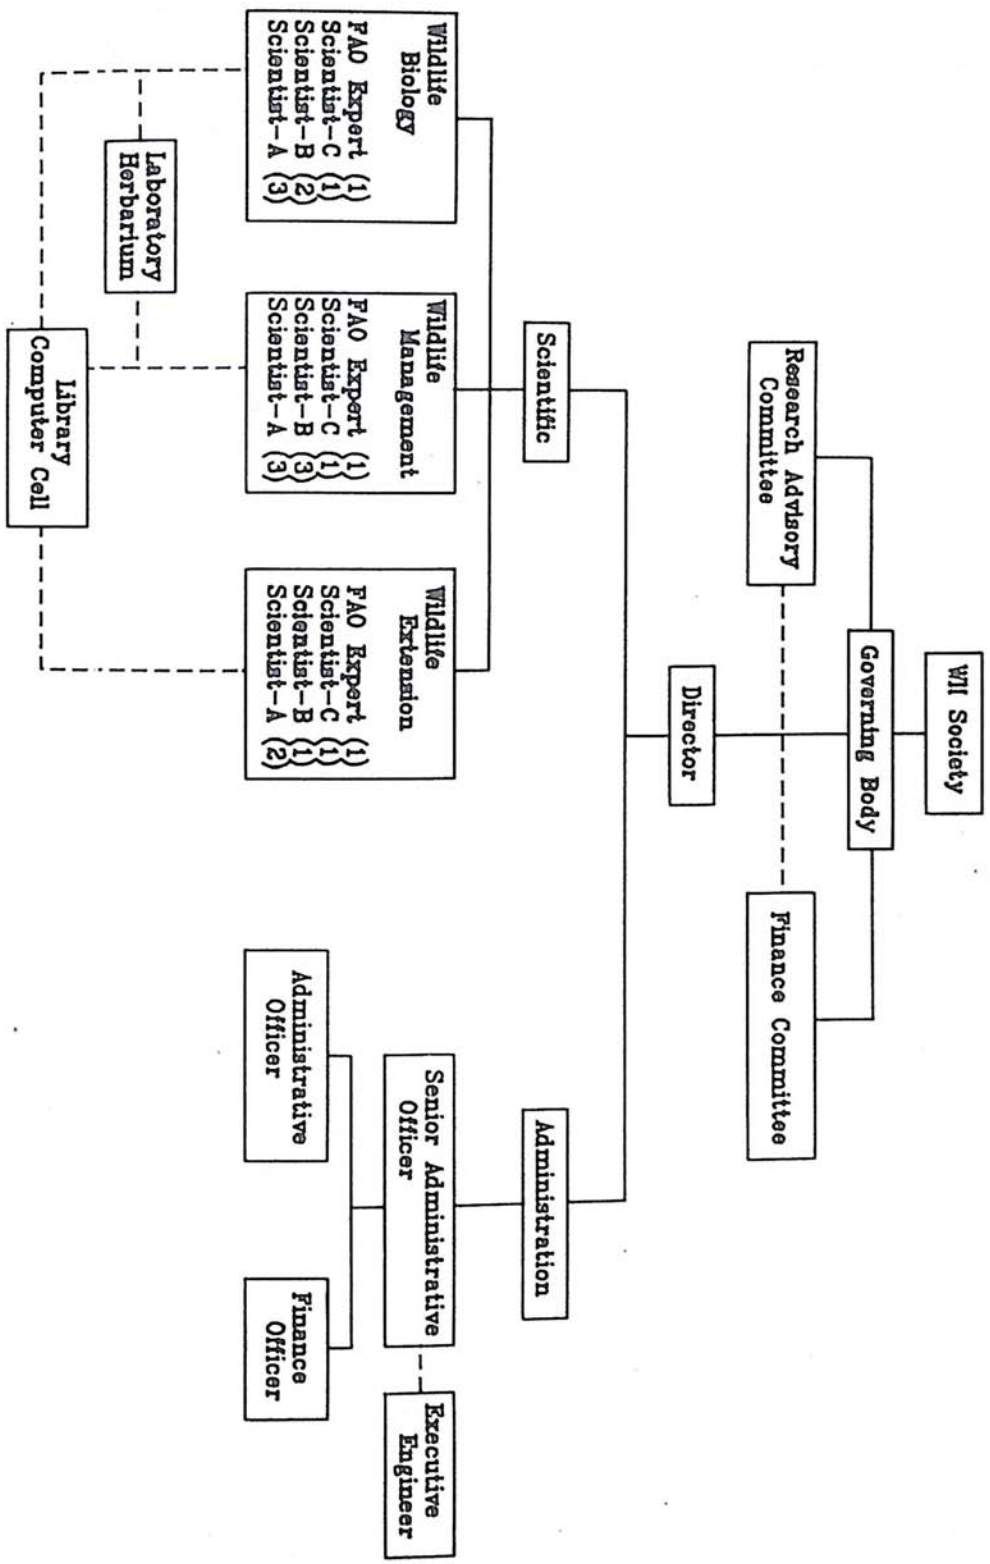 WII Society
Governing Body
Research Advisory
Committee
Finance Committee
Director
Scientific
Administration
Wildlife
Biology
FAO Expert (1)
Scientist-C (1)
Scientist-B (2)
Scientist-A (3)
Wildlife
Management
FAO Expert (1)
Scientist-C (1)
Scientist-B (3)
Scientist-A (3)
Wildlife
Extension
FAO Expert (1)
Scientist-C (1)
Scientist-B (1)
Scientist-A (2)
Senior Administrative
Officer
Executive
Engineer
Administrative
Officer
Finance
Officer
Laboratory
Herbarium
Library
Computer Cell